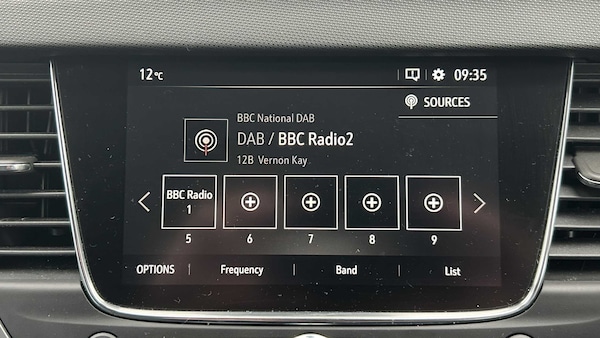 12°C 09:35
SOURCES
BBC National DAB
DAB / BBC Radio2
12B Vernon Kay
BBC Radio
1
5 6 7 8 9
OPTIONS Frequency Band List